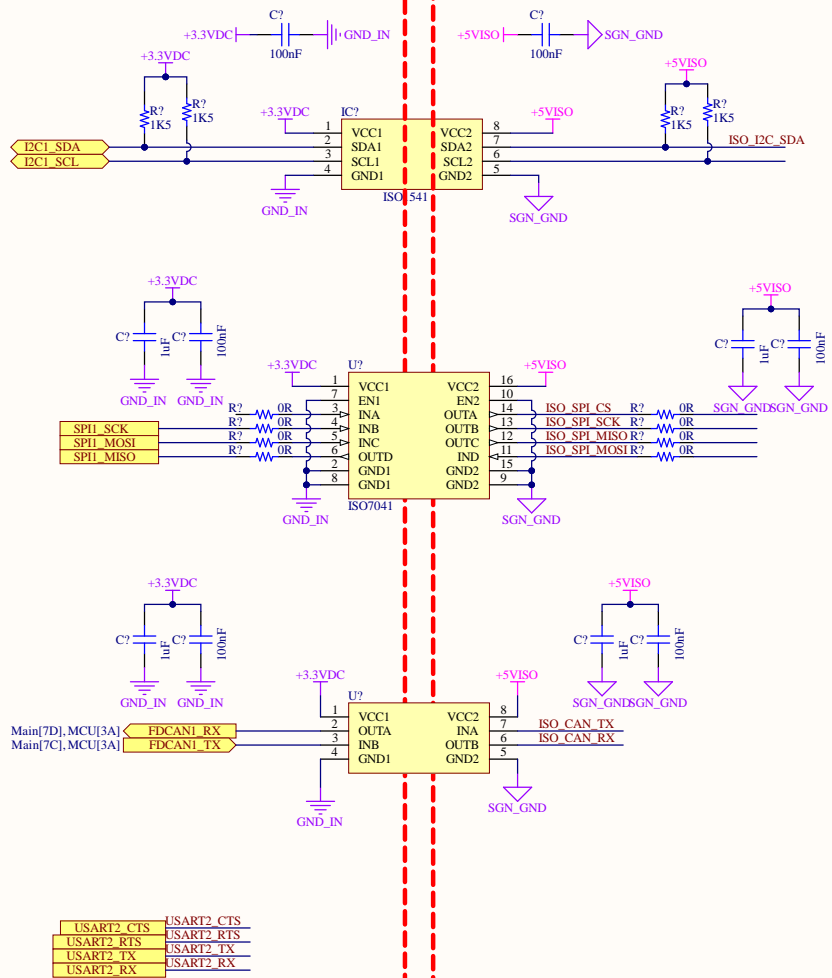 C?
+3.3VDC
GND_IN
100nF
C?
+5VISO
SGN_GND
100nF
+3.3VDC
R?
1K5
R?
1K5
I2C1_SDA
I2C1_SCL
+3.3VDC
IC?
1 VCC1 VCC2 8
2 SDA1 SDA2 7
3 SCL1 SCL2 6
4 GND1 GND2 5
GND_IN
+5VISO
SGN_GND
+5VISO
R?
1K5
R?
1K5
ISO_I2C_SDA
+3.3VDC
C?
1uF
C?
100nF
GND_IN
GND_IN
+3.3VDC
U?
+5VISO
1 VCC1 VCC2 16
7 EN1 EN2 10
3 INA OUTA 14
4 INB OUTB 13
5 INC OUTC 12
6 OUTD IND 11
2 GND1 GND2 15
8 GND1 GND2 9
ISO7041
R? 0R
SPI1_SCK R? 0R
SPI1_MOSI R? 0R
SPI1_MISO R? 0R
GND_IN
ISO_SPI_CS R? 0R
ISO_SPI_SCK R? 0R
ISO_SPI_MISO R? 0R
ISO_SPI_MOSI R? 0R
SGN_GND
+5VISO
C?
1uF
C?
100nF
SGN_GND
SGN_GND
+3.3VDC
C?
1uF
C?
100nF
GND_IN
GND_IN
+5VISO
C?
1uF
C?
100nF
SGN_GND
SGN_GND
+3.3VDC
U?
+5VISO
1 VCC1 VCC2 8
2 OUTA INA 7
3 INB OUTB 6
4 GND1 GND2 5
Main[7D], MCU[3A] FDCAN1_RX
Main[7C], MCU[3A] FDCAN1_TX
ISO_CAN_TX
ISO_CAN_RX
GND_IN
SGN_GND
USART2_CTS USART2_CTS
USART2_RTS USART2_RTS
USART2_TX USART2_TX
USART2_RX USART2_RX